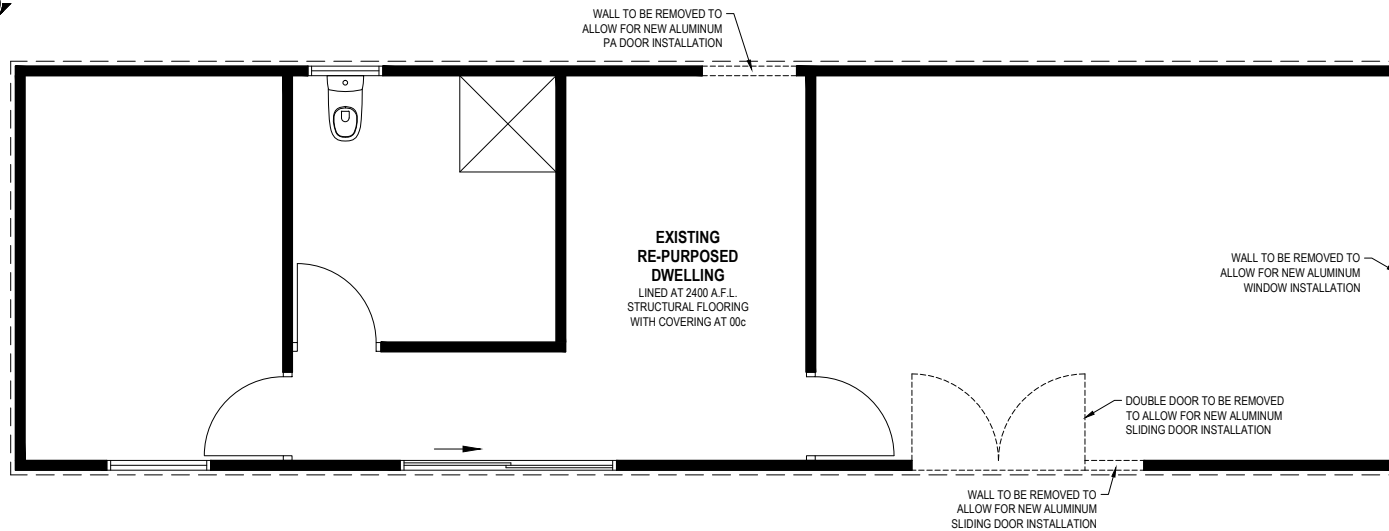 WALL TO BE REMOVED TO
ALLOW FOR NEW ALUMINUM
PA DOOR INSTALLATION
EXISTING
RE-PURPOSED
DWELLING
LINED AT 2400 A.F.L.
STRUCTURAL FLOORING
WITH COVERING AT 00c
WALL TO BE REMOVED TO
ALLOW FOR NEW ALUMINUM
WINDOW INSTALLATION
DOUBLE DOOR TO BE REMOVED
TO ALLOW FOR NEW ALUMINUM
SLIDING DOOR INSTALLATION
WALL TO BE REMOVED TO
ALLOW FOR NEW ALUMINUM
SLIDING DOOR INSTALLATION